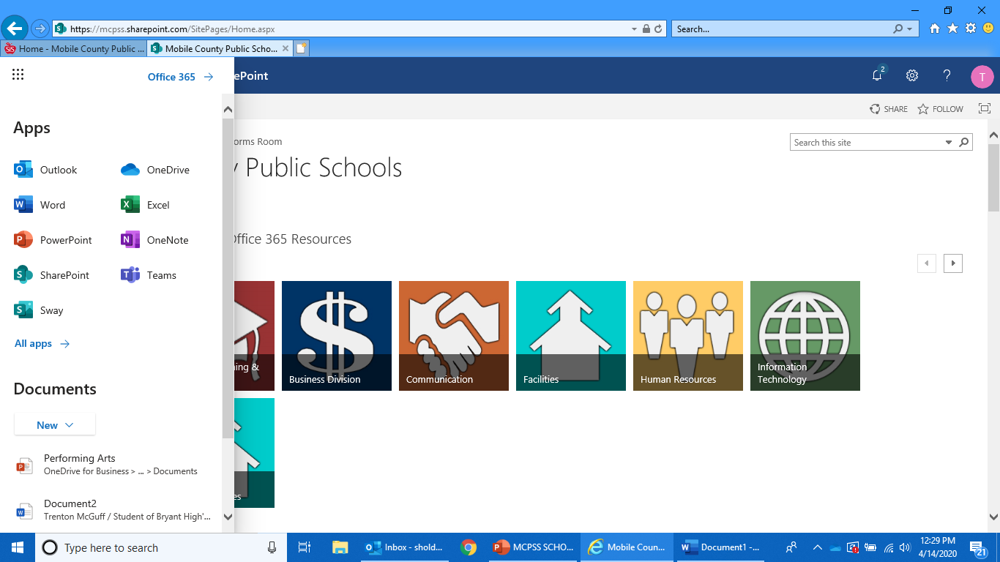 https://mcpss.sharepoint.com/SitePages/Home.aspx
Search...
Home - Mobile County Public ...
Mobile County Public Scho...
Office 365
ePoint
2
?
T
SHARE
FOLLOW
Apps
orms Room
Search this site
y Public Schools
Outlook
OneDrive
Word
Excel
PowerPoint
OneNote
Office 365 Resources
SharePoint
Teams
Sway
All apps
ning &
Business Division
Communication
Facilities
Human Resources
Information
Technology
Documents
New
Performing Arts
OneDrive for Business > ... > Documents
es
Document2
Trenton McGuff / Student of Bryant High'...
Type here to search
Inbox - shold...
MCPSS SCHO...
Mobile Coun...
Document1 -...
12:29 PM
4/14/2020
21